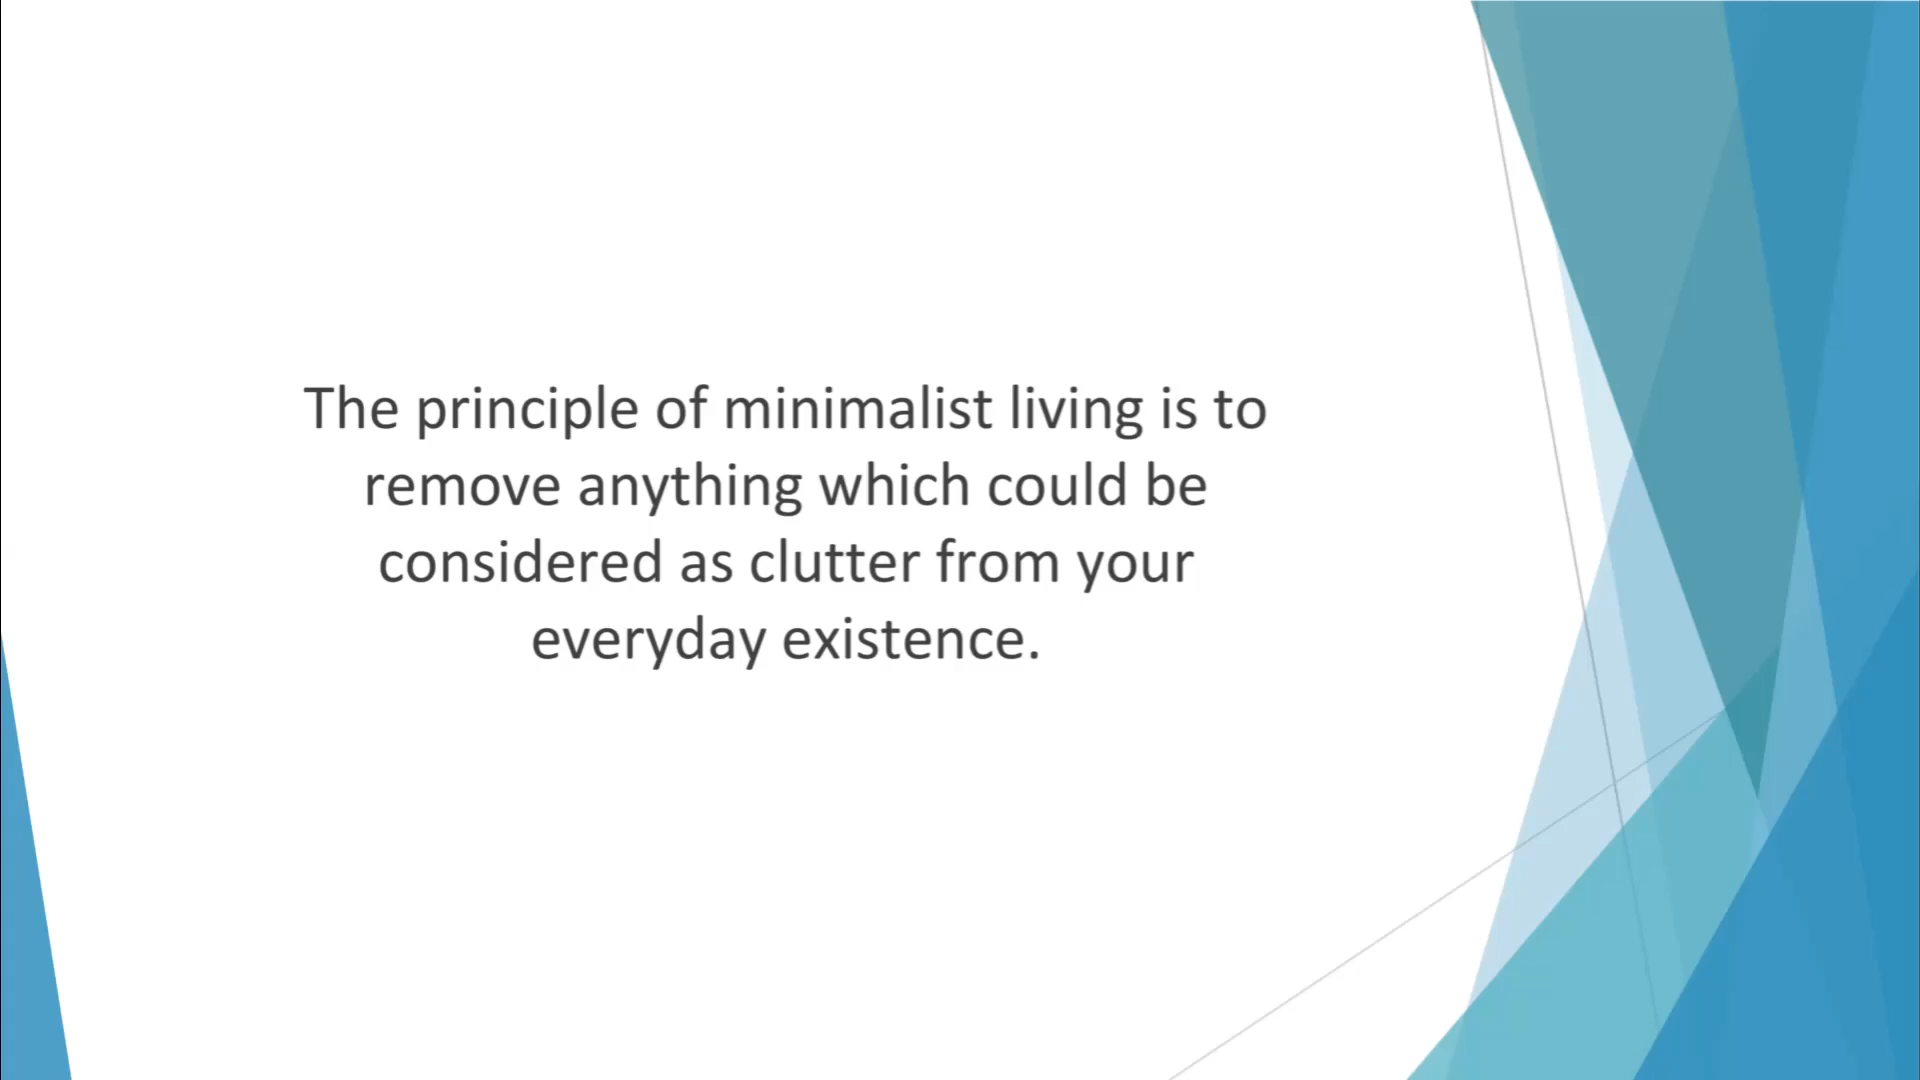 The principle of minimalist living is to
remove anything which could be
considered as clutter from your
everyday existence.